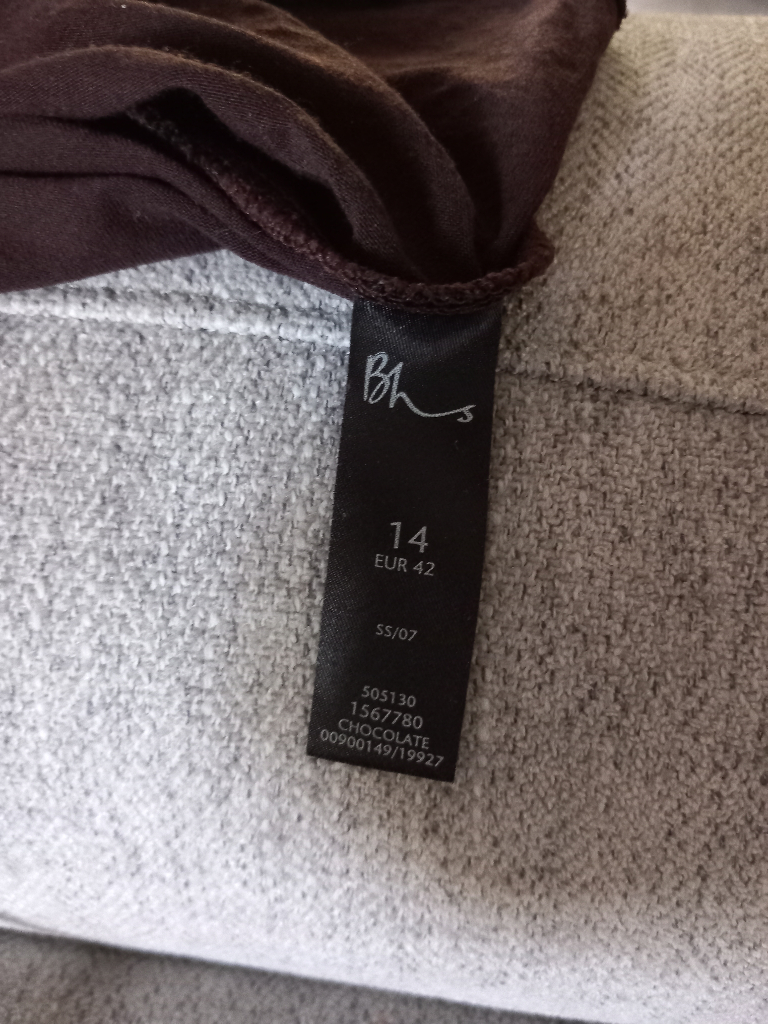 Bhs
14
EUR 42
SS/07
505130
1567780
CHOCOLATE
00900149/19927